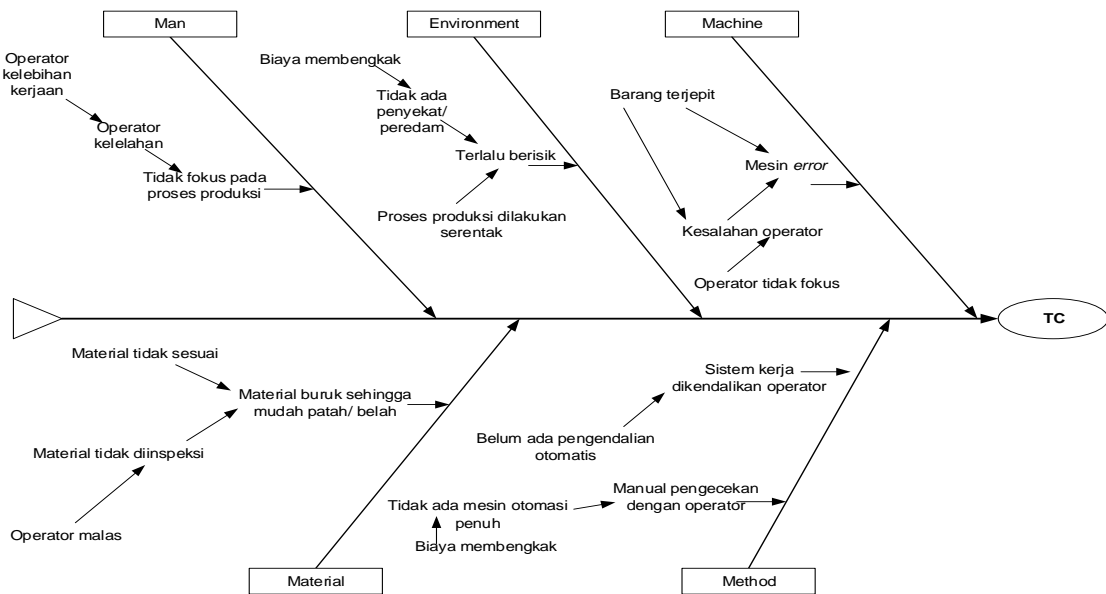 Man
Environment
Machine
Operator
kelebihan
kerjaan
Operator
kelelahan
Tidak fokus pada
proses produksi
Biaya membengkak
Tidak ada
penyekat/
peredam
Terlalu berisik
Proses produksi dilakukan
serentak
Barang terjepit
Mesin error
Kesalahan operator
Operator tidak fokus
TC
Material tidak sesuai
Material buruk sehingga
mudah patah/ belah
Material tidak diinspeksi
Operator malas
Sistem kerja
dikendalikan operator
Belum ada pengendalian
otomatis
Manual pengecekan
dengan operator
Tidak ada mesin otomasi
penuh
Biaya membengkak
Material
Method